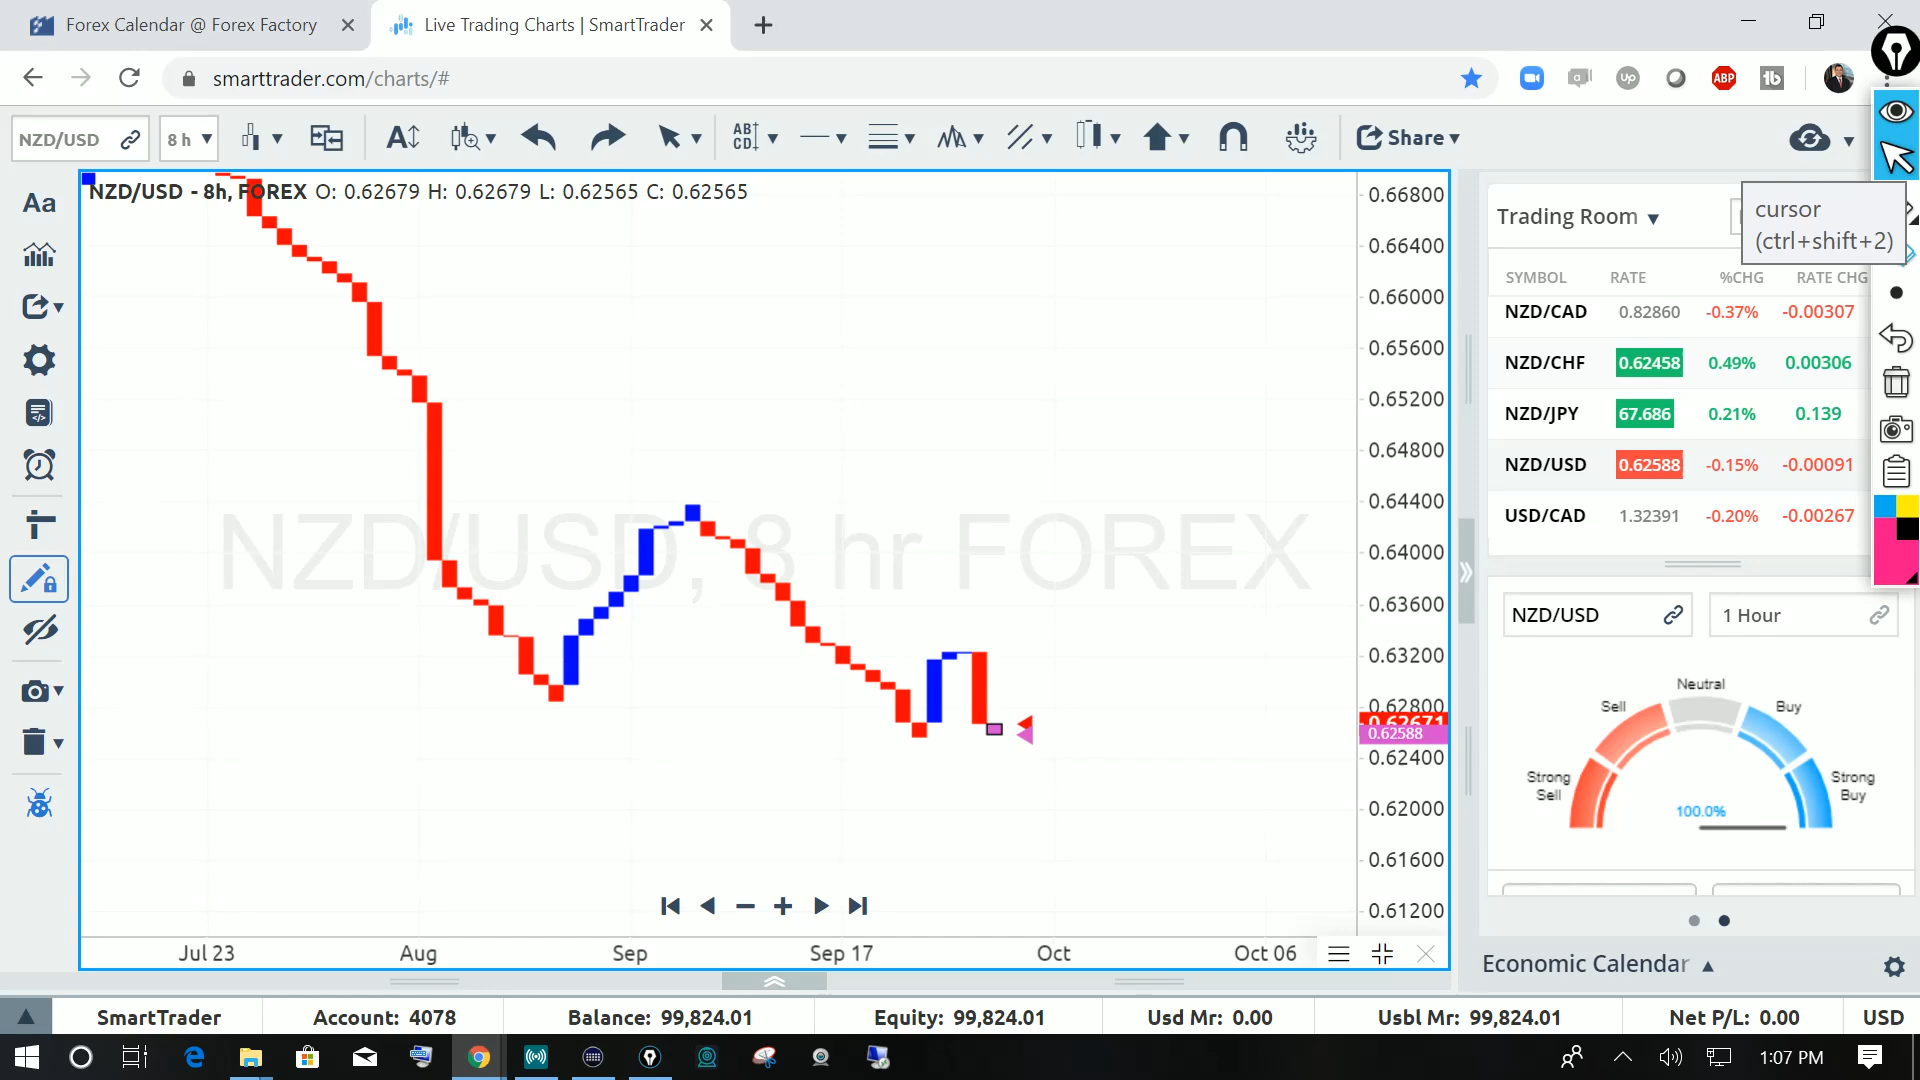 Forex Calendar @ Forex Factory
Live Trading Charts | SmartTrader
smarttrader.com/charts/#
ABP
NZD/USD
8 h
AB
CD
Share
Aa
NZD/USD - 8h, FOREX O: 0.62679 H: 0.62679 L: 0.62565 C: 0.62565
NZD/USD, 8 hr FOREX
0.66800
0.66400
0.66000
0.65600
0.65200
0.64800
0.64400
0.64000
0.63600
0.63200
0.62800
0.62671
0.62588
0.62400
0.62000
0.61600
0.61200
Jul 23
Aug
Sep
Sep 17
Oct
Oct 06
Trading Room
cursor
(ctrl+shift+2)
SYMBOL RATE %CHG RATE CHG
NZD/CAD 0.82860 -0.37% -0.00307
NZD/CHF 0.62458 0.49% 0.00306
NZD/JPY 67.686 0.21% 0.139
NZD/USD 0.62588 -0.15% -0.00091
USD/CAD 1.32391 -0.20% -0.00267
NZD/USD
1 Hour
Neutral
Sell
Buy
Strong
Sell
Strong
Buy
100.0%
Economic Calendar
SmartTrader
Account: 4078
Balance: 99,824.01
Equity: 99,824.01
Usd Mr: 0.00
Usbl Mr: 99,824.01
Net P/L: 0.00
USD
1:07 PM